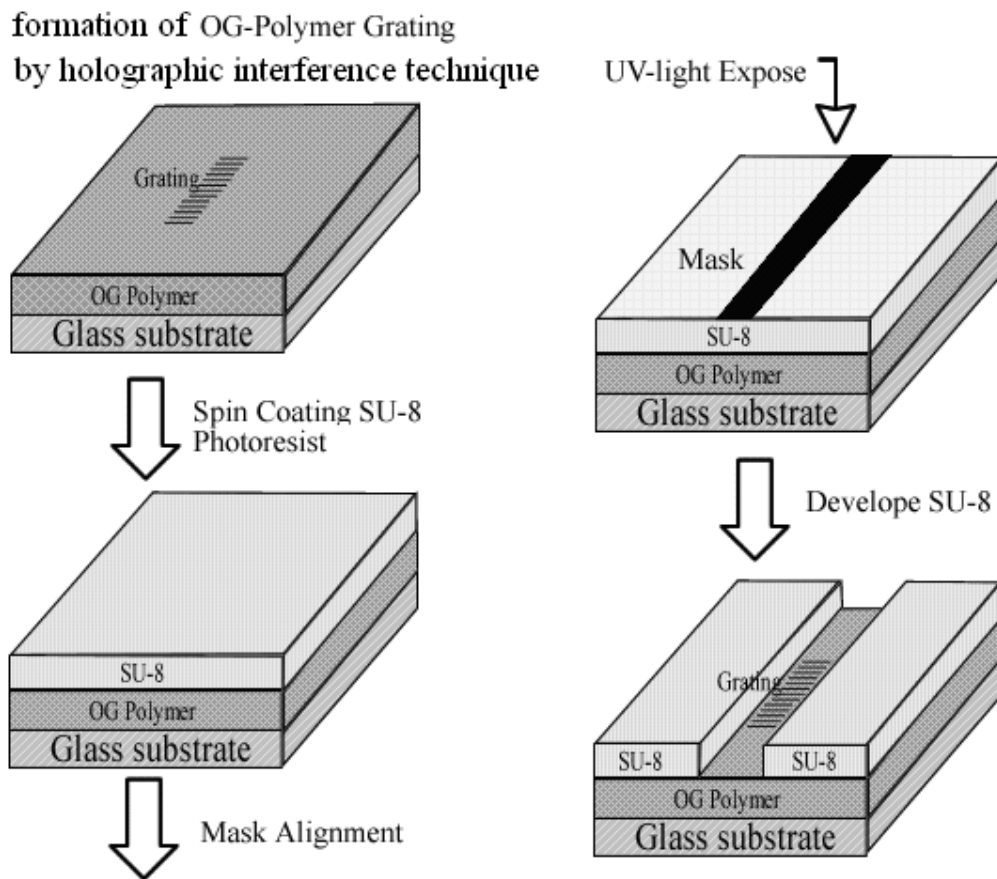 formation of OG-Polymer Grating
by holographic interference technique
Grating
OG Polymer
Glass substrate
Spin Coating SU-8
Photoresist
SU-8
OG Polymer
Glass substrate
Mask Alignment
UV-light Expose
Mask
SU-8
OG Polymer
Glass substrate
Develope SU-8
Grating
SU-8 SU-8
OG Polymer
Glass substrate